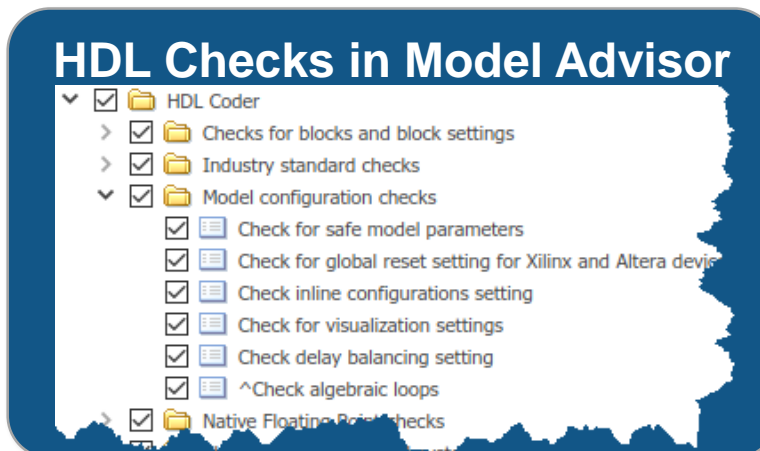 HDL Checks in Model Advisor
HDL Coder
Checks for blocks and block settings
Industry standard checks
Model configuration checks
Check for safe model parameters
Check for global reset setting for Xilinx and Altera devic
Check inline configurations setting
Check for visualization settings
Check delay balancing setting
^Check algebraic loops
Native Floating Point checks